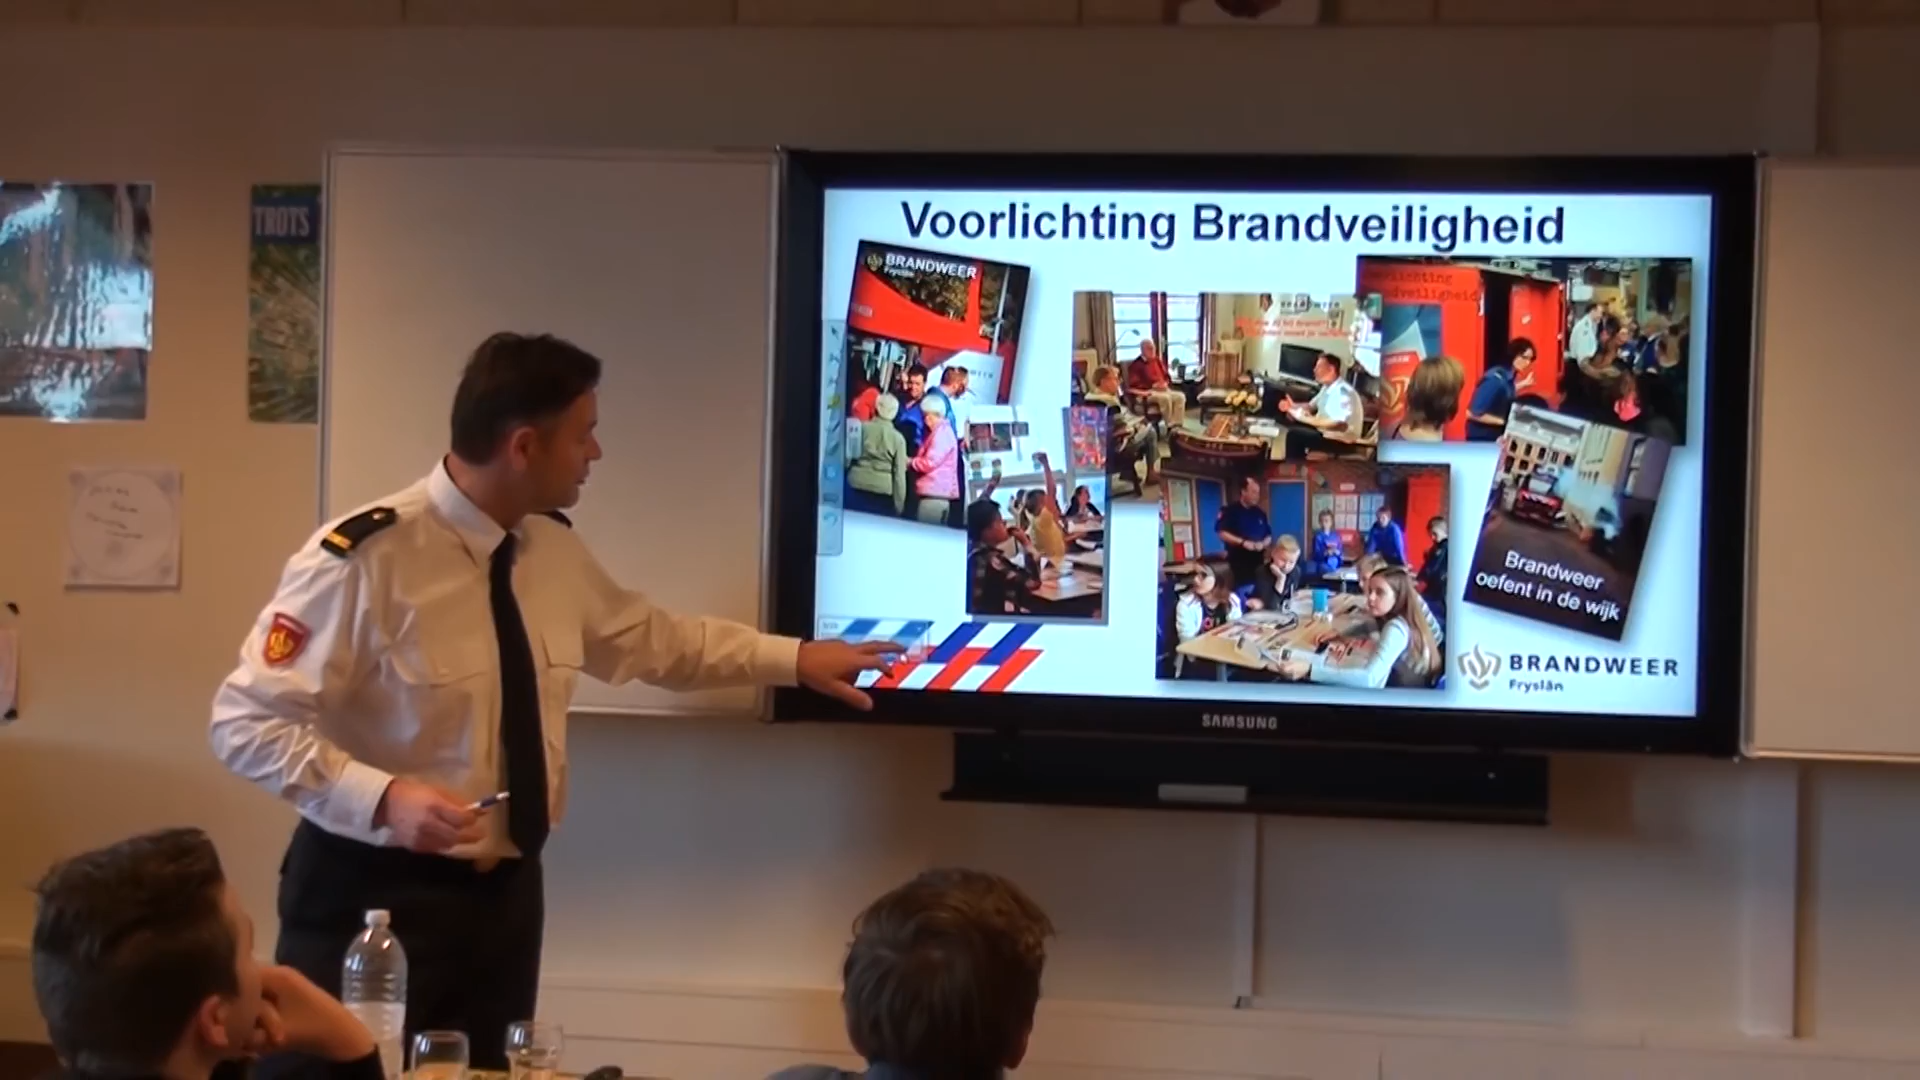 TROTS
Voorlichting Brandveiligheid
BRANDWEER
Fryslân
Voorlichting
Brandveiligheid
Brandweer
oefent in de wijk
BRANDWEER
Fryslân
SAMSUNG